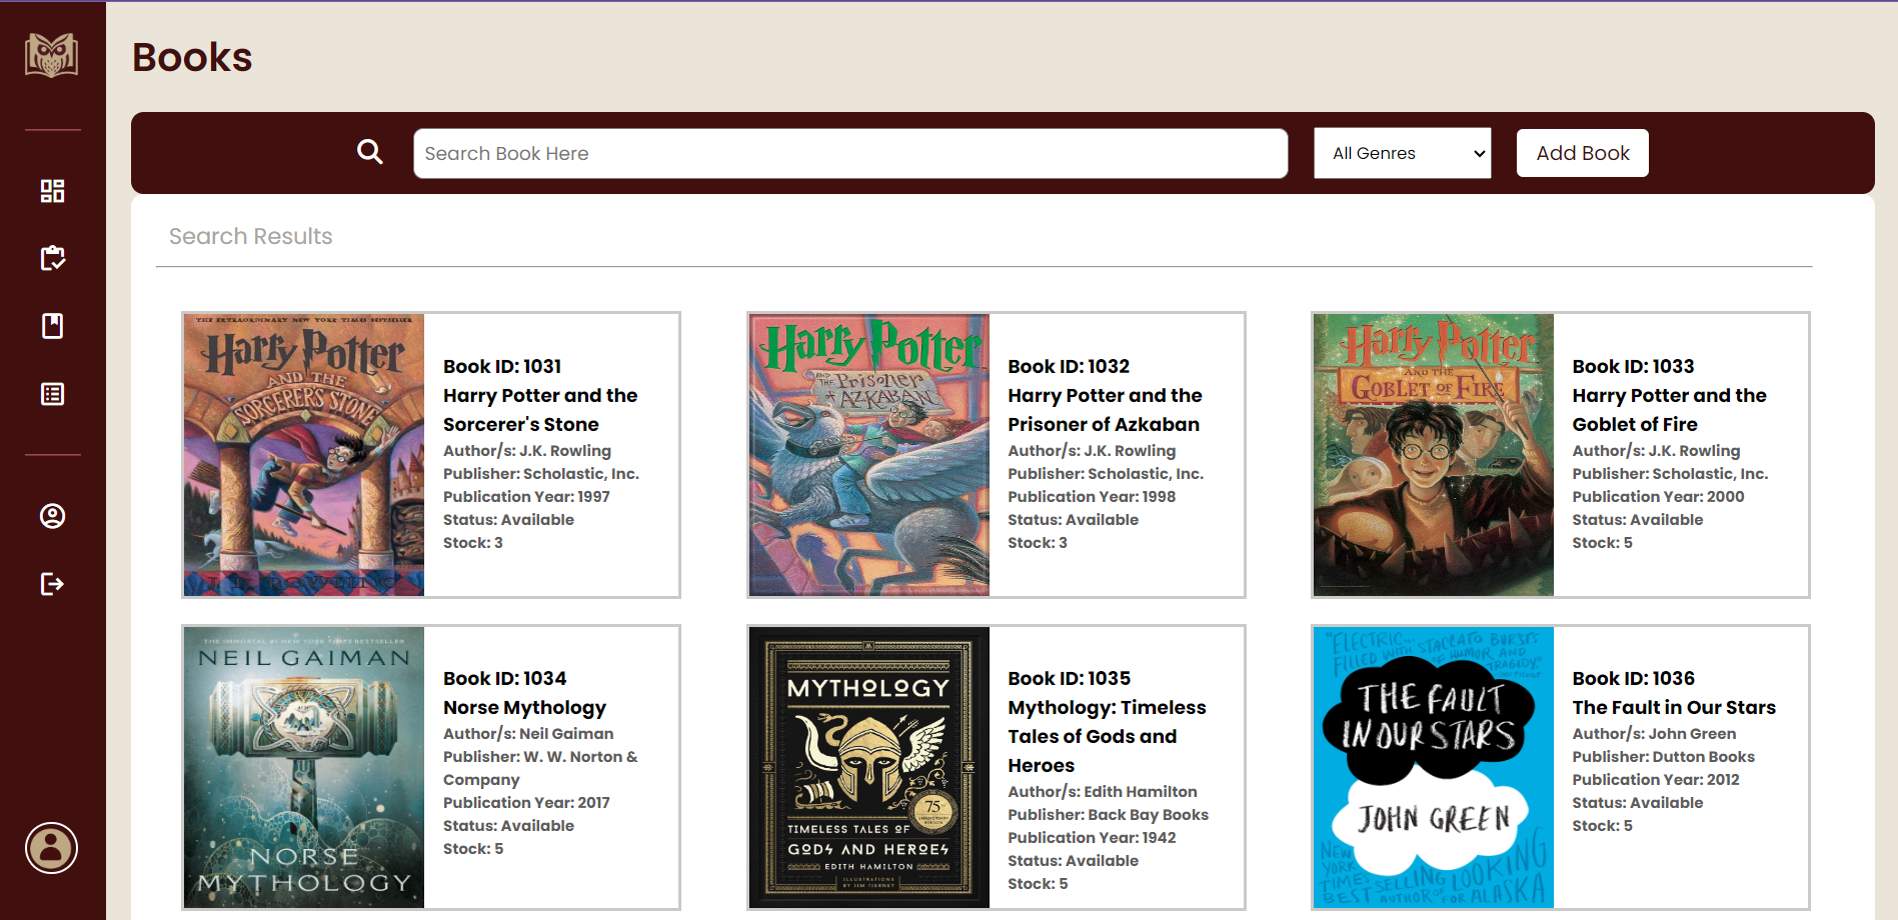 Books
Search Book Here
All Genres
Add Book
Search Results
THE EXTRAORDINARY NEW YORK TIMES BESTSELLER
Harry Potter
AND THE
SORCERER'S STONE
J.K. ROWLING
Book ID: 1031
Harry Potter and the
Sorcerer's Stone
Author/s: J.K. Rowling
Publisher: Scholastic, Inc.
Publication Year: 1997
Status: Available
Stock: 3
Harry Potter
AND THE
Prisoner
of AZKABAN
Book ID: 1032
Harry Potter and the
Prisoner of Azkaban
Author/s: J.K. Rowling
Publisher: Scholastic, Inc.
Publication Year: 1998
Status: Available
Stock: 3
Harry Potter
AND THE
GOBLET OF FIRE
Book ID: 1033
Harry Potter and the
Goblet of Fire
Author/s: J.K. Rowling
Publisher: Scholastic, Inc.
Publication Year: 2000
Status: Available
Stock: 5
THE IMMORTAL #1 NEW YORK TIMES BESTSELLER
NEIL GAIMAN
NORSE
MYTHOLOGY
Book ID: 1034
Norse Mythology
Author/s: Neil Gaiman
Publisher: W. W. Norton &
Company
Publication Year: 2017
Status: Available
Stock: 5
MYTHOLOGY
75
TIMELESS TALES OF
GODS AND HEROES
EDITH HAMILTON
ILLUSTRATIONS
BY JIM TIERNEY
Book ID: 1035
Mythology: Timeless
Tales of Gods and
Heroes
Author/s: Edith Hamilton
Publisher: Back Bay Books
Publication Year: 1942
Status: Available
Stock: 5
"ELECTRIC...
FILLED WITH STACCATO BURSTS
OF HUMOR AND
TRAGEDY."
THE FAULT
IN OUR STARS
JOHN GREEN
NEW
YORK
TIMES
BESTSELLING
AUTHOR OF LOOKING
FOR ALASKA
Book ID: 1036
The Fault in Our Stars
Author/s: John Green
Publisher: Dutton Books
Publication Year: 2012
Status: Available
Stock: 5